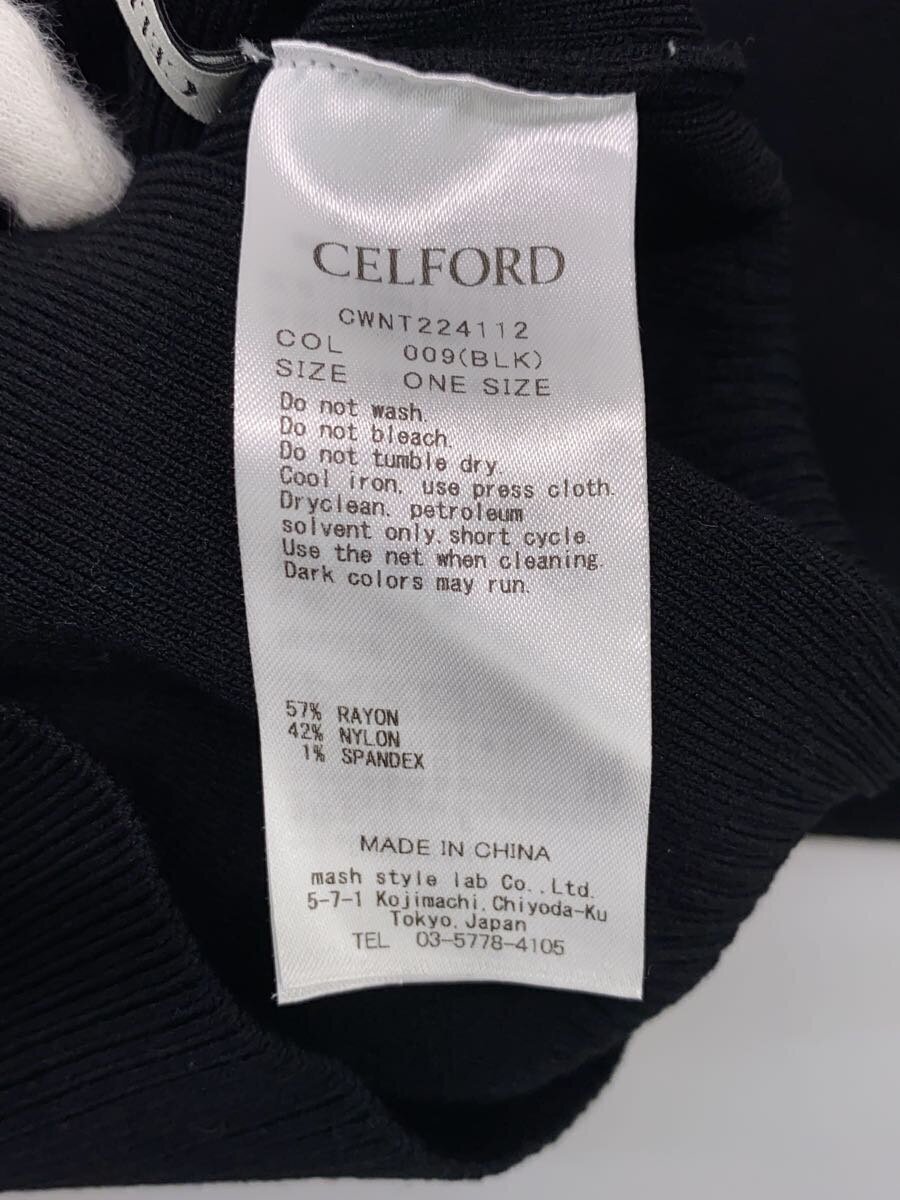 CELFORD
CWNT224112
COL 009(BLK)
SIZE ONE SIZE
Do not wash.
Do not bleach.
Do not tumble dry.
Cool iron. use press cloth.
Dryclean. petroleum
solvent only. short cycle.
Use the net when cleaning.
Dark colors may run.
57% RAYON
42% NYLON
1% SPANDEX
MADE IN CHINA
mash style lab Co.,Ltd.
5-7-1 Kojimachi, Chiyoda-Ku
Tokyo, Japan
TEL 03-5778-4105